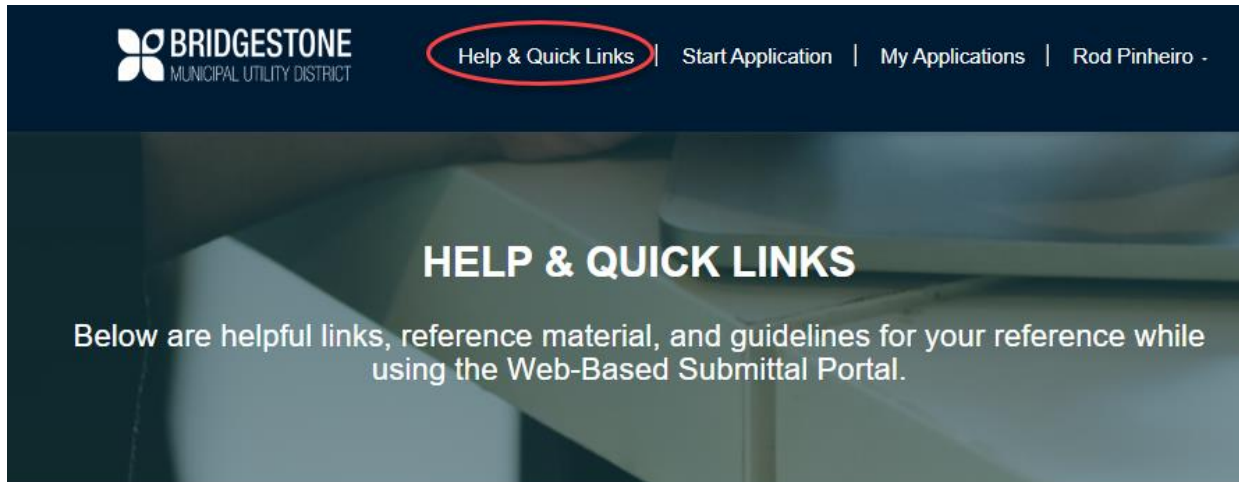 BRIDGESTONE
MUNICIPAL UTILITY DISTRICT
Help & Quick Links | Start Application | My Applications | Rod Pinheiro -
HELP & QUICK LINKS
Below are helpful links, reference material, and guidelines for your reference while
using the Web-Based Submittal Portal.